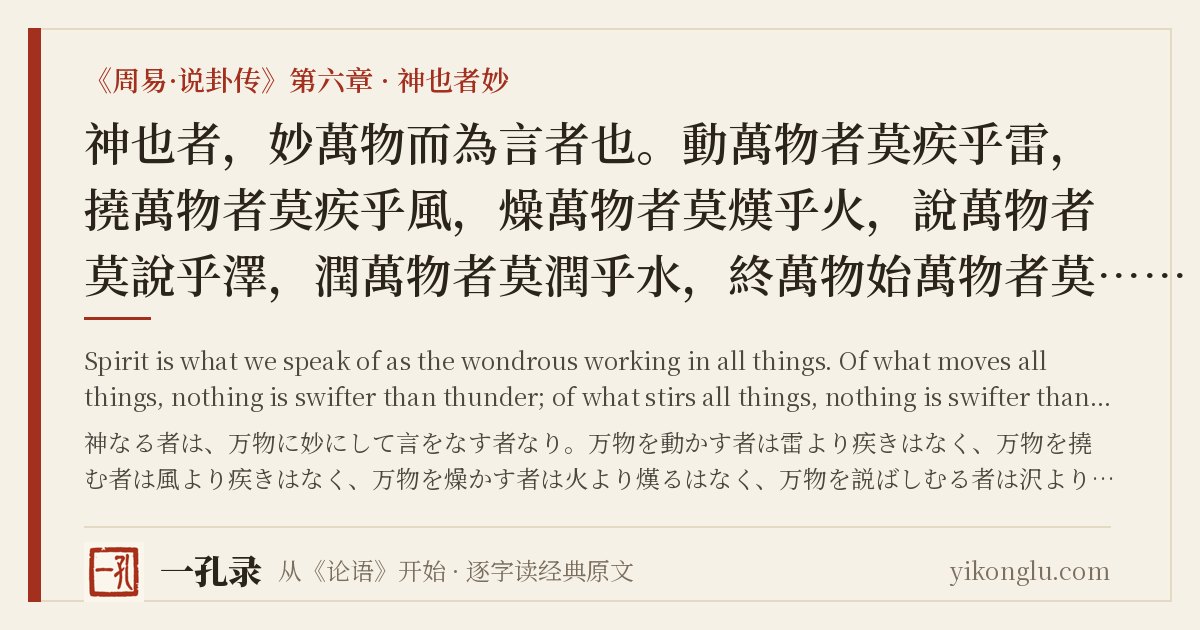 《周易·说卦传》第六章 · 神也者妙
神也者，妙萬物而為言者也。動萬物者莫疾乎雷，
撓萬物者莫疾乎風，燥萬物者莫熯乎火，說萬物者
莫說乎澤，潤萬物者莫潤乎水，終萬物始萬物者莫……
Spirit is what we speak of as the wondrous working in all things. Of what moves all
things, nothing is swifter than thunder; of what stirs all things, nothing is swifter than…
神なる者は、万物に妙にして言をなす者なり。万物を動かす者は雷より疾きはなく、万物を撓
む者は風より疾きはなく、万物を燥かす者は火より熯るはなく、万物を説ばしむる者は沢より…
一孔
一孔录 从《论语》开始 · 逐字读经典原文 yikonglu.com